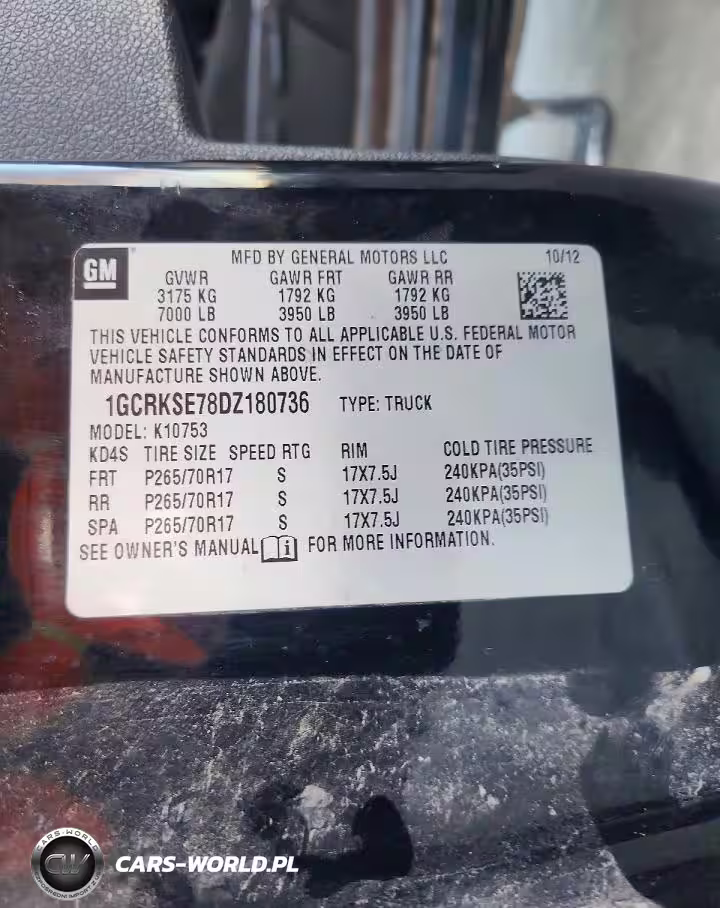 GM
MFD BY GENERAL MOTORS LLC 10/12
GVWR GAWR FRT GAWR RR
3175 KG 1792 KG 1792 KG
7000 LB 3950 LB 3950 LB
THIS VEHICLE CONFORMS TO ALL APPLICABLE U.S. FEDERAL MOTOR
VEHICLE SAFETY STANDARDS IN EFFECT ON THE DATE OF
MANUFACTURE SHOWN ABOVE.
1GCRKSE78DZ180736 TYPE: TRUCK
MODEL: K10753
KD4S TIRE SIZE SPEED RTG RIM COLD TIRE PRESSURE
FRT P265/70R17 S 17X7.5J 240KPA(35PSI)
RR P265/70R17 S 17X7.5J 240KPA(35PSI)
SPA P265/70R17 S 17X7.5J 240KPA(35PSI)
SEE OWNER'S MANUAL i FOR MORE INFORMATION.
CARS-WORLD
CW
CARS-WORLD.PL